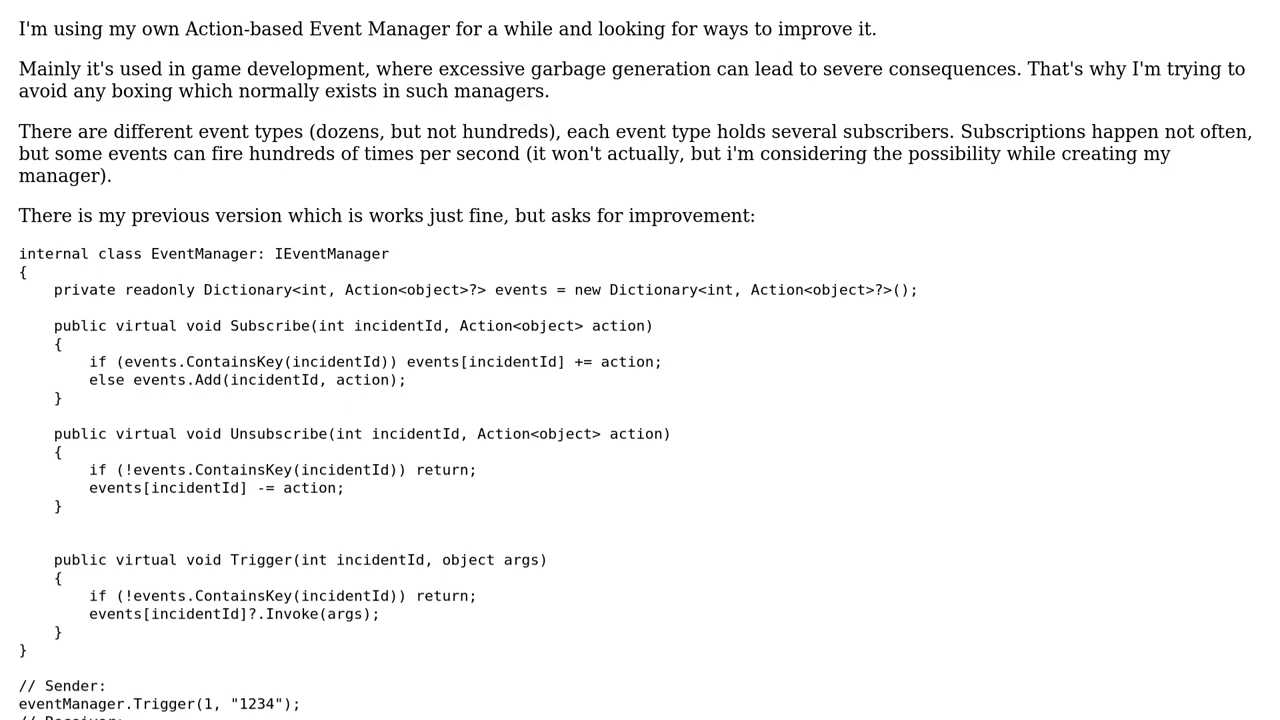 I'm using my own Action-based Event Manager for a while and looking for ways to improve it.
Mainly it's used in game development, where excessive garbage generation can lead to severe consequences. That's why I'm trying to
avoid any boxing which normally exists in such managers.
There are different event types (dozens, but not hundreds), each event type holds several subscribers. Subscriptions happen not often,
but some events can fire hundreds of times per second (it won't actually, but i'm considering the possibility while creating my
manager).
There is my previous version which is works just fine, but asks for improvement:
internal class EventManager: IEventManager
{
    private readonly Dictionary<int, Action<object>?> events = new Dictionary<int, Action<object>?>();
    public virtual void Subscribe(int incidentId, Action<object> action)
    {
        if (events.ContainsKey(incidentId)) events[incidentId] += action;
        else events.Add(incidentId, action);
    }
    public virtual void Unsubscribe(int incidentId, Action<object> action)
    {
        if (!events.ContainsKey(incidentId)) return;
        events[incidentId] -= action;
    }
    public virtual void Trigger(int incidentId, object args)
    {
        if (!events.ContainsKey(incidentId)) return;
        events[incidentId]?.Invoke(args);
    }
}
// Sender:
eventManager.Trigger(1, "1234");